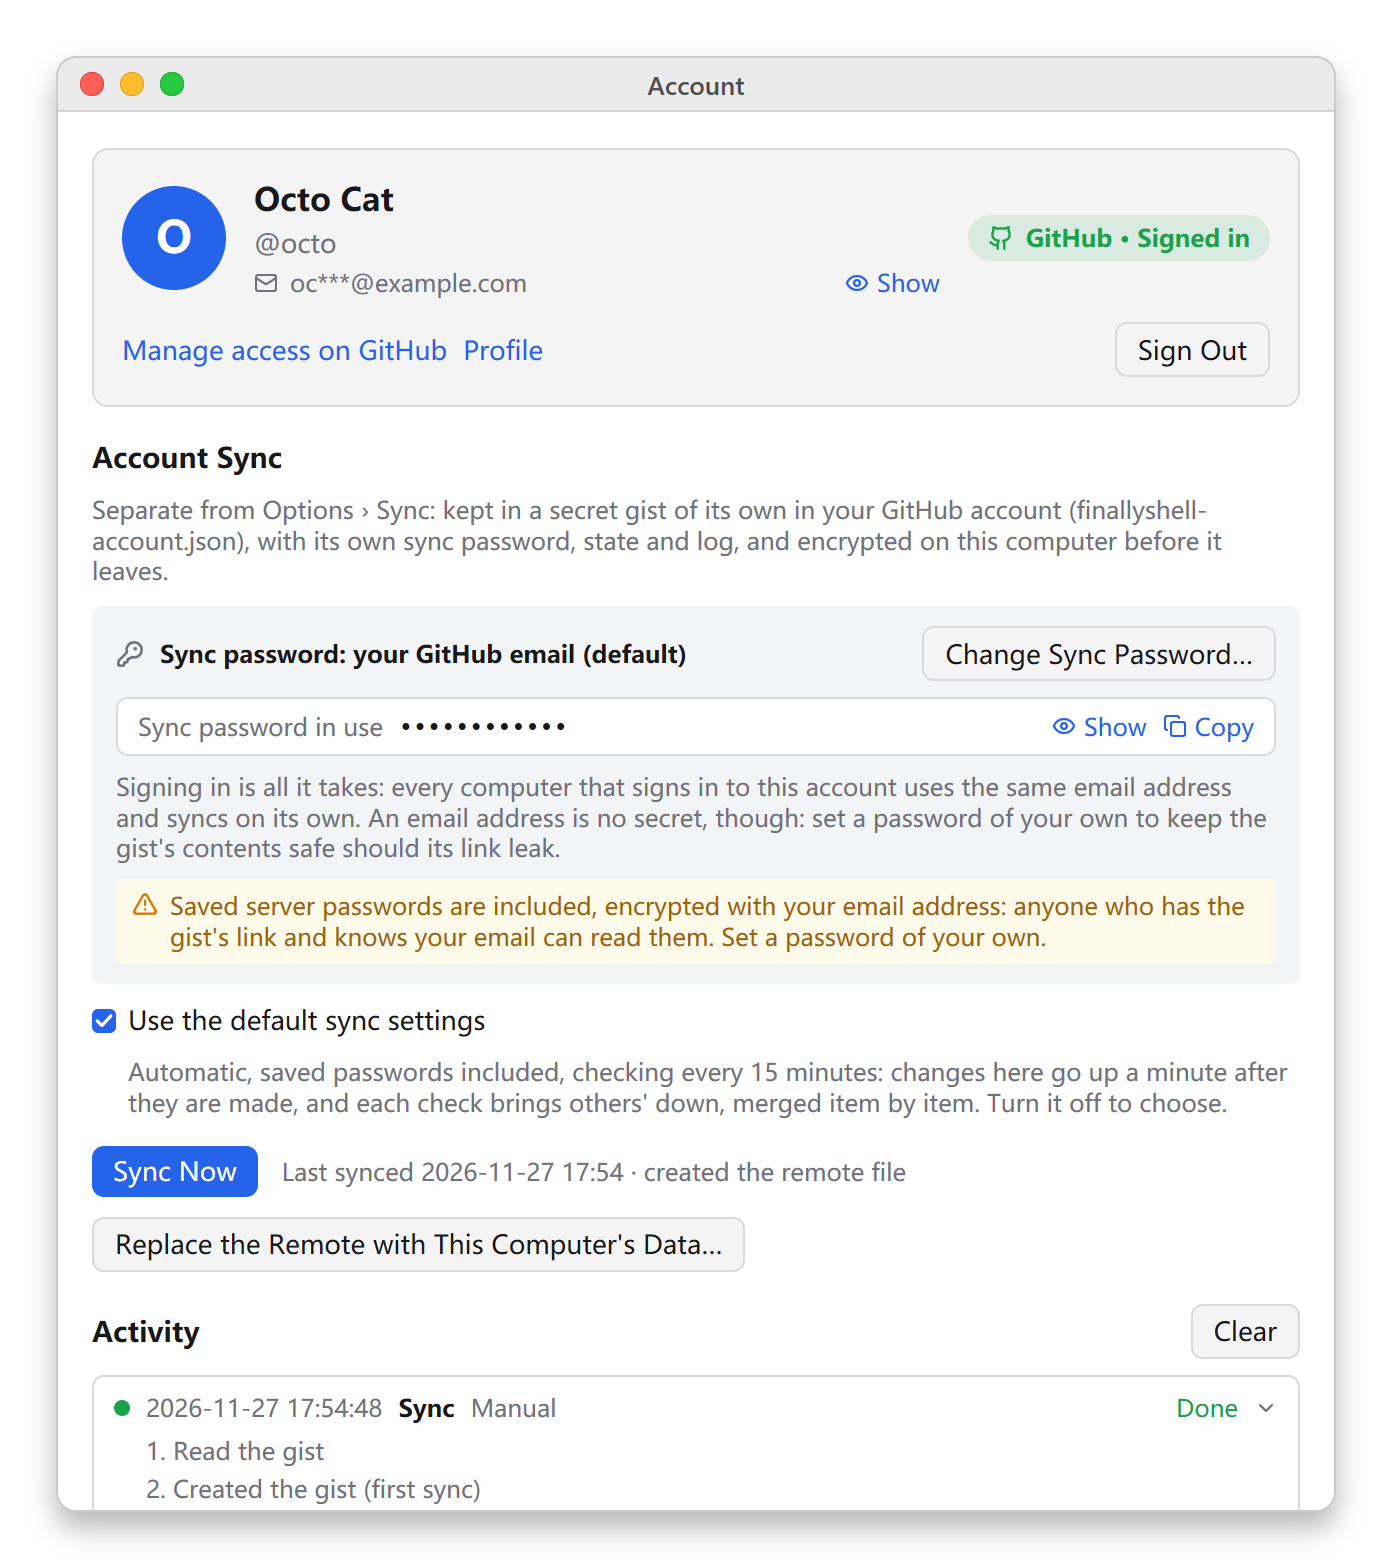 Account
O
Octo Cat
@octo
oc***@example.com
Show
GitHub • Signed in
Manage access on GitHub Profile
Sign Out
Account Sync
Separate from Options › Sync: kept in a secret gist of its own in your GitHub account (finallyshell-
account.json), with its own sync password, state and log, and encrypted on this computer before it
leaves.
Sync password: your GitHub email (default)
Change Sync Password...
Sync password in use ••••••••••••
Show Copy
Signing in is all it takes: every computer that signs in to this account uses the same email address
and syncs on its own. An email address is no secret, though: set a password of your own to keep the
gist's contents safe should its link leak.
Saved server passwords are included, encrypted with your email address: anyone who has the
gist's link and knows your email can read them. Set a password of your own.
Use the default sync settings
Automatic, saved passwords included, checking every 15 minutes: changes here go up a minute after
they are made, and each check brings others' down, merged item by item. Turn it off to choose.
Sync Now
Last synced 2026-11-27 17:54 · created the remote file
Replace the Remote with This Computer's Data...
Activity
Clear
2026-11-27 17:54:48 Sync Manual
Done
1. Read the gist
2. Created the gist (first sync)